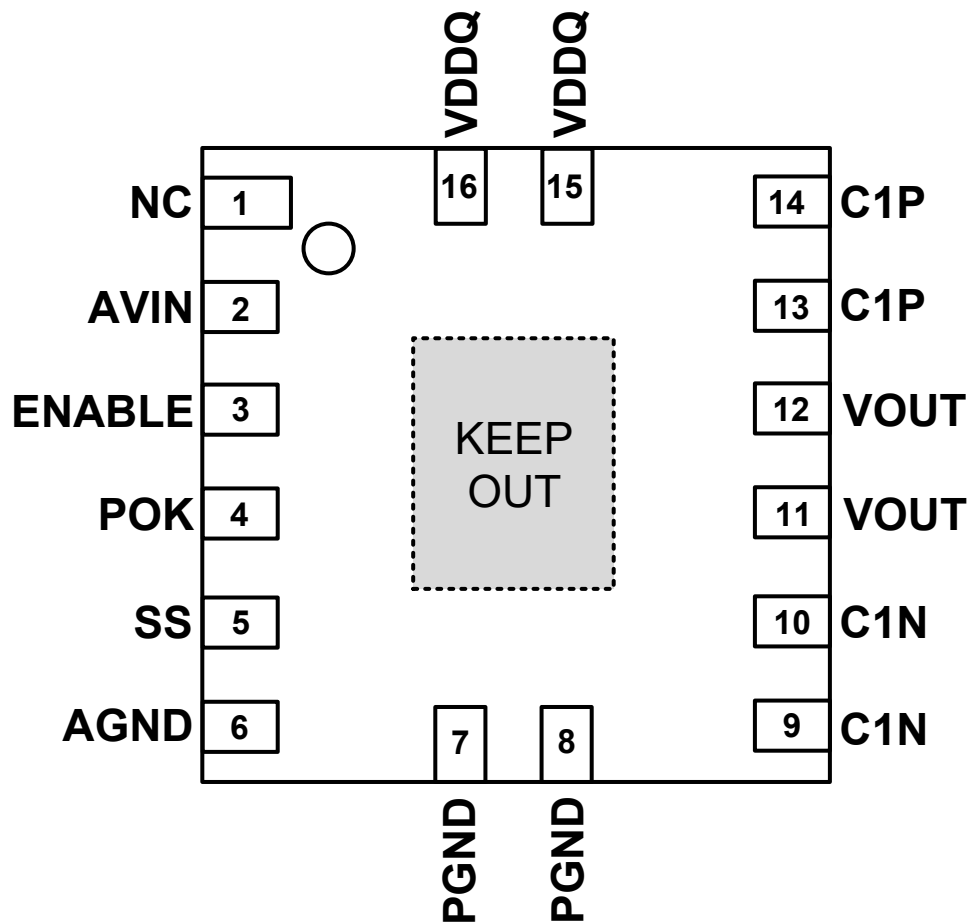 VDDQ
VDDQ
NC 1 16 15 14 C1P
AVIN 2 13 C1P
ENABLE 3 12 VOUT
KEEP
OUT
POK 4 11 VOUT
SS 5 10 C1N
AGND 6 7 8 9 C1N
PGND
PGND